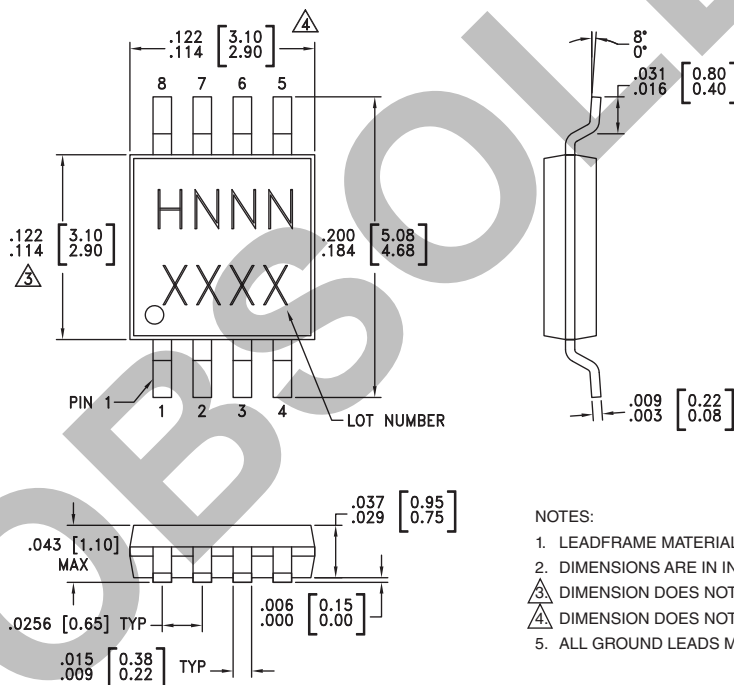 .122 [3.10]
.114 [2.90]
4
8 7 6 5
HNNN
XXXX
.122 [3.10]
.114 [2.90]
3
.200 [5.08]
.184 [4.68]
PIN 1
1 2 3 4
LOT NUMBER
8°
0°
.031 [0.80]
.016 [0.40]
.009 [0.22]
.003 [0.08]
.043 [1.10]
MAX
.037 [0.95]
.029 [0.75]
.0256 [0.65] TYP
.006 [0.15]
.000 [0.00]
.015 [0.38]
.009 [0.22]
TYP
NOTES:
1. LEADFRAME MATERIAL
2. DIMENSIONS ARE IN IN
3 DIMENSION DOES NOT
4. DIMENSION DOES NOT
5. ALL GROUND LEADS M
OBSOL